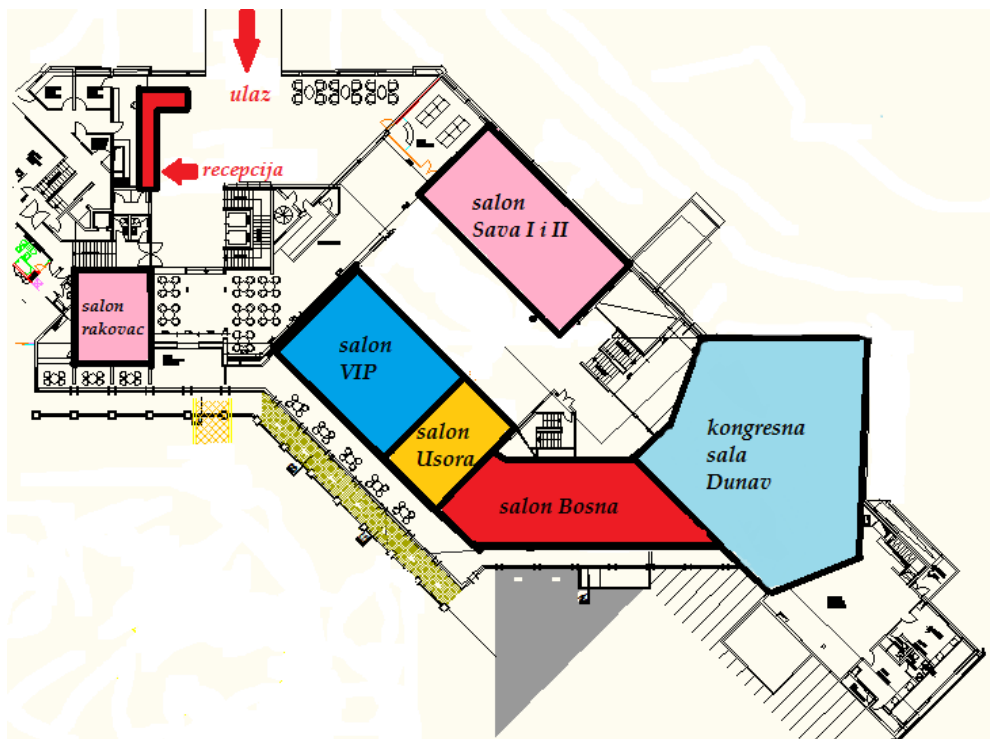 ulaz
recepcija
salon
Sava I i II
salon
rakovac
salon
VIP
salon
Usora
kongresna
sala
Dunav
salon Bosna